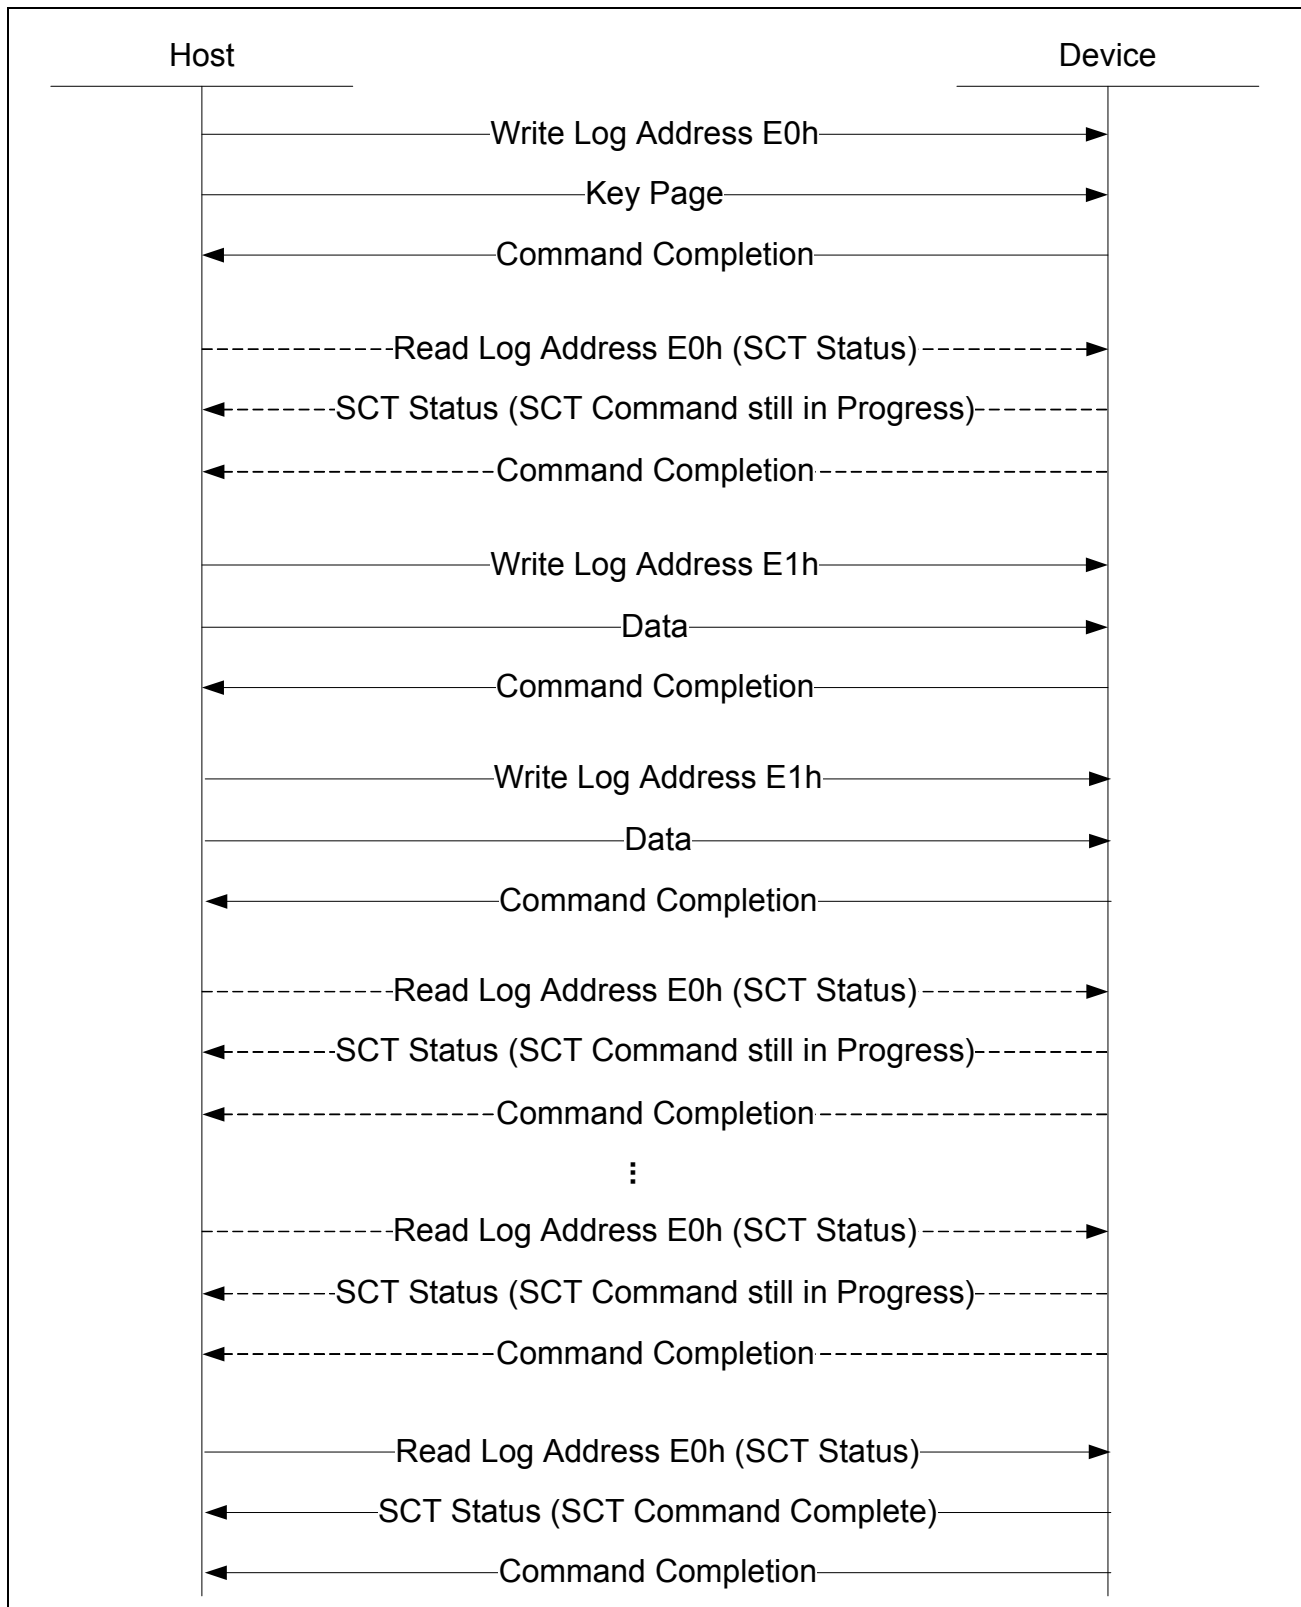 Host Device
Write Log Address E0h
Key Page
Command Completion
Read Log Address E0h (SCT Status)
SCT Status (SCT Command still in Progress)
Command Completion
Write Log Address E1h
Data
Command Completion
Write Log Address E1h
Data
Command Completion
Read Log Address E0h (SCT Status)
SCT Status (SCT Command still in Progress)
Command Completion
...
Read Log Address E0h (SCT Status)
SCT Status (SCT Command still in Progress)
Command Completion
Read Log Address E0h (SCT Status)
SCT Status (SCT Command Complete)
Command Completion